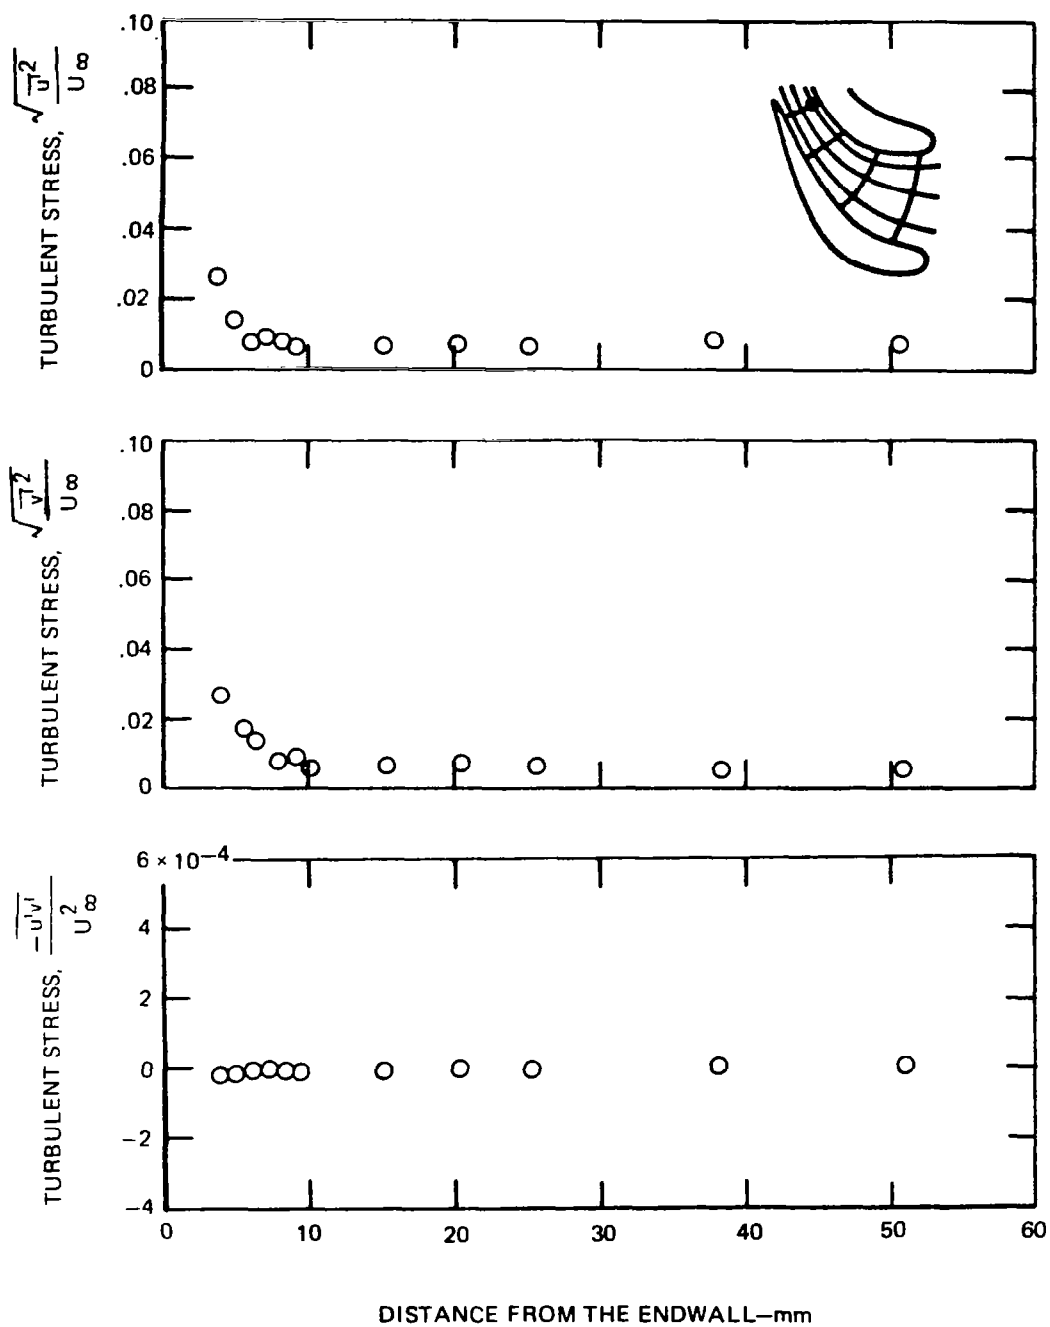 TURBULENT STRESS, √u'² / U∞
.10
.08
.06
.04
.02
0
TURBULENT STRESS, √v'² / U∞
.10
.08
.06
.04
.02
0
TURBULENT STRESS, −u'v' / U²∞
6 × 10−4
4
2
0
−2
−4
0 10 20 30 40 50 60
DISTANCE FROM THE ENDWALL—mm